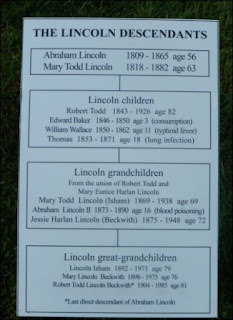 THE LINCOLN DESCENDANTS
Abraham Lincoln 1809 - 1865 age 56
Mary Todd Lincoln 1818 - 1882 age 63
Lincoln children
Robert Todd 1843 - 1926 age 82
Edward Baker 1846 - 1850 age 3 (consumption)
William Wallace 1850 - 1862 age 11 (typhoid fever)
Thomas 1853 - 1871 age 18 (lung infection)
Lincoln grandchildren
From the union of Robert Todd and
Mary Eunice Harlan Lincoln
Mary Todd Lincoln (Isham) 1869 - 1938 age 69
Abraham Lincoln II 1873 - 1890 age 16 (blood poisoning)
Jessie Harlan Lincoln (Beckwith) 1875 - 1948 age 72
Lincoln great-grandchildren
Lincoln Isham 1892 - 1971 age 79
Mary Lincoln Beckwith 1898 - 1975 age 76
Robert Todd Lincoln Beckwith* 1904 - 1985 age 81
*Last direct descendant of Abraham Lincoln